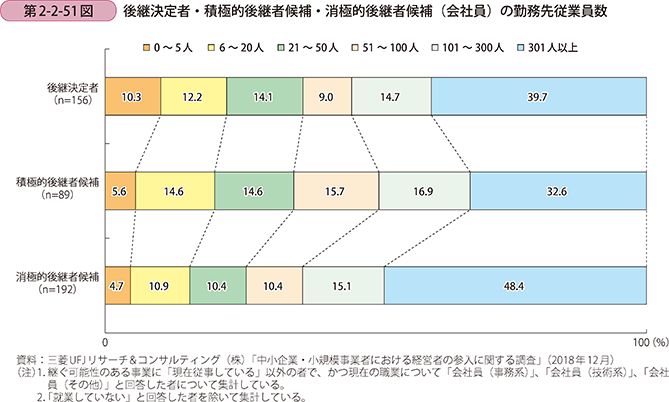 第2-2-51図 後継決定者・積極的後継者候補・消極的後継者候補（会社員）の勤務先従業員数
0～5人 6～20人 21～50人 51～100人 101～300人 301人以上
後継決定者
（n=156）
10.3 12.2 14.1 9.0 14.7 39.7
積極的後継者候補
（n=89）
5.6 14.6 14.6 15.7 16.9 32.6
消極的後継者候補
（n=192）
4.7 10.9 10.4 10.4 15.1 48.4
0 100 (%)
資料：三菱UFJリサーチ＆コンサルティング（株）「中小企業・小規模事業者における経営者の参入に関する調査」（2018年12月）
（注）1．継ぐ可能性のある事業に「現在従事している」以外の者で、かつ現在の職業について「会社員（事務系）」、「会社員（技術系）」、「会社
員（その他）」と回答した者について集計している。
2．「就業していない」と回答した者を除いて集計している。